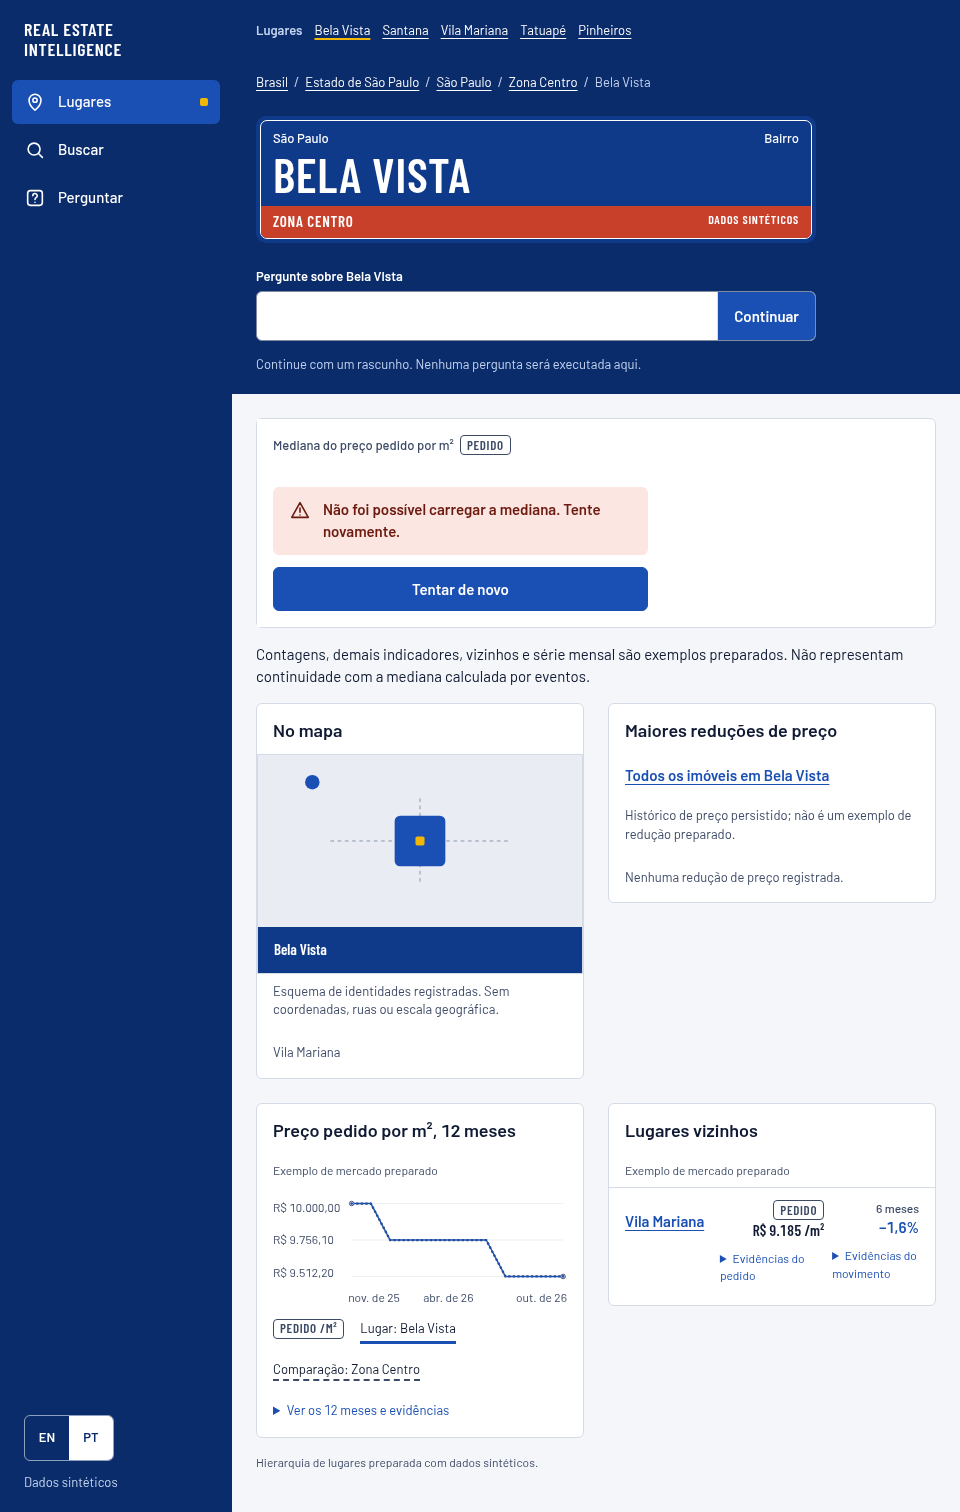 REAL ESTATE
INTELLIGENCE
Lugares
Buscar
Perguntar
EN
PT
Dados sintéticos
Lugares Bela Vista Santana Vila Mariana Tatuapé Pinheiros
Brasil / Estado de São Paulo / São Paulo / Zona Centro / Bela Vista
São Paulo
Bairro
BELA VISTA
ZONA CENTRO
DADOS SINTÉTICOS
Pergunte sobre Bela Vista
Continuar
Continue com um rascunho. Nenhuma pergunta será executada aqui.
Mediana do preço pedido por m² PEDIDO
Não foi possível carregar a mediana. Tente
novamente.
Tentar de novo
Contagens, demais indicadores, vizinhos e série mensal são exemplos preparados. Não representam
continuidade com a mediana calculada por eventos.
No mapa
Bela Vista
Esquema de identidades registradas. Sem
coordenadas, ruas ou escala geográfica.
Vila Mariana
Maiores reduções de preço
Todos os imóveis em Bela Vista
Histórico de preço persistido; não é um exemplo de
redução preparado.
Nenhuma redução de preço registrada.
Preço pedido por m², 12 meses
Exemplo de mercado preparado
R$ 10.000,00
R$ 9.756,10
R$ 9.512,20
nov. de 25 abr. de 26 out. de 26
PEDIDO /M² Lugar: Bela Vista
Comparação: Zona Centro
Ver os 12 meses e evidências
Lugares vizinhos
Exemplo de mercado preparado
Vila Mariana
PEDIDO
R$ 9.185 /m²
Evidências do
pedido
6 meses
−1,6%
Evidências do
movimento
Hierarquia de lugares preparada com dados sintéticos.